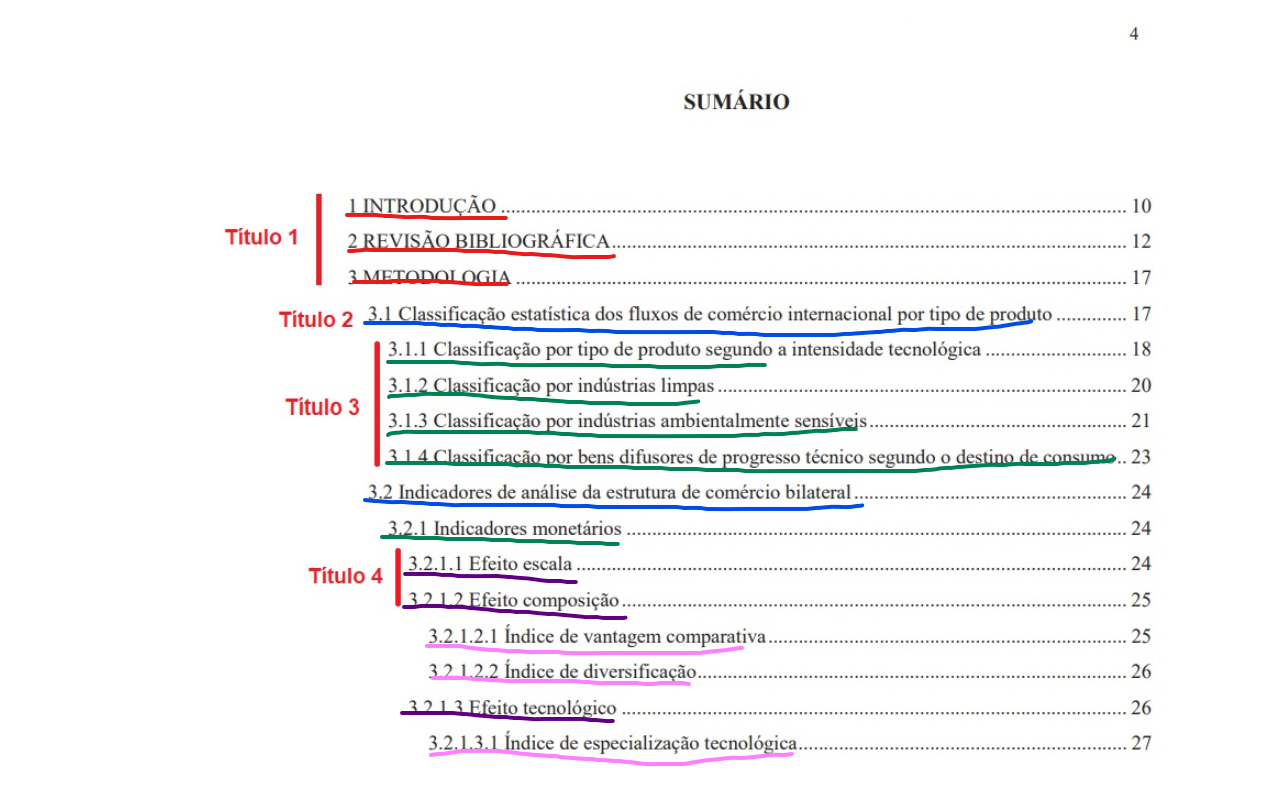 4
SUMÁRIO
Título 1
1 INTRODUÇÃO ........................................ 10
2 REVISÃO BIBLIOGRÁFICA ........................................ 12
3 METODOLOGIA ........................................ 17
Título 2
3.1 Classificação estatística dos fluxos de comércio internacional por tipo de produto ............. 17
Título 3
3.1.1 Classificação por tipo de produto segundo a intensidade tecnológica ........................... 18
3.1.2 Classificação por indústrias limpas ........................................ 20
3.1.3 Classificação por indústrias ambientalmente sensíveis ........................................ 21
3.1.4 Classificação por bens difusores de progresso técnico segundo o destino de consumo.. 23
3.2 Indicadores de análise da estrutura de comércio bilateral ........................................ 24
3.2.1 Indicadores monetários ........................................ 24
Título 4
3.2.1.1 Efeito escala ........................................ 24
3.2.1.2 Efeito composição ........................................ 25
3.2.1.2.1 Índice de vantagem comparativa ........................................ 25
3.2.1.2.2 Índice de diversificação ........................................ 26
3.2.1.3 Efeito tecnológico ........................................ 26
3.2.1.3.1 Índice de especialização tecnológica ........................................ 27